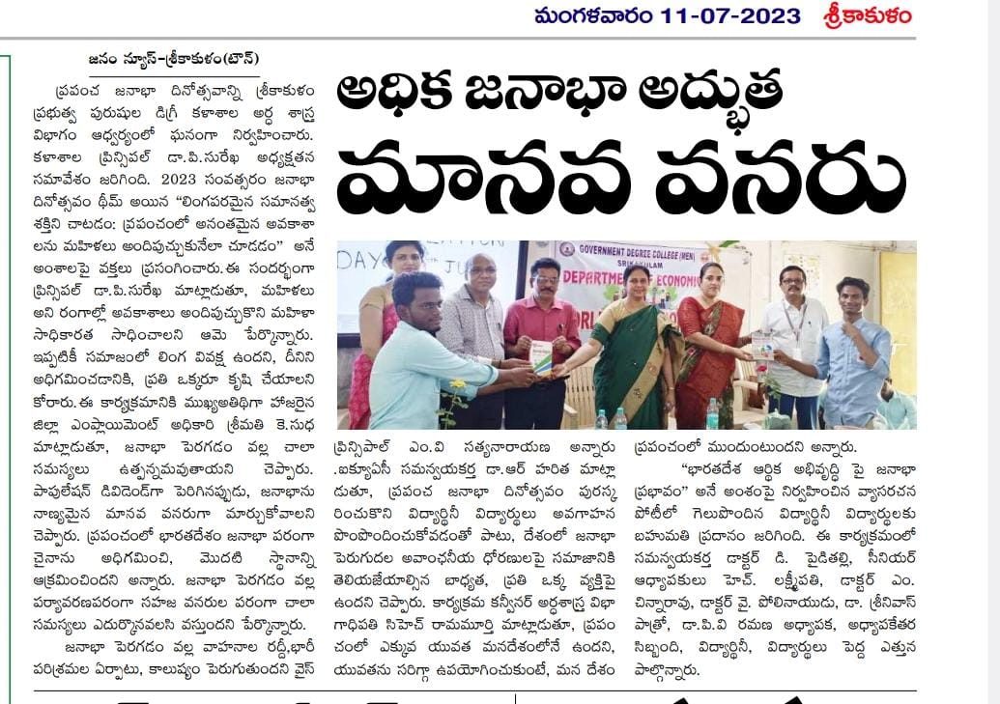 మంగళవారం 11-07-2023 శ్రీకాకుళం
జనం న్యూస్-శ్రీకాకుళం(టౌన్)
అధిక జనాభా అద్భుత
మానవ వనరు
ప్రపంచ జనాభా దినోత్సవాన్ని శ్రీకాకుళం
ప్రభుత్వ పురుషుల డిగ్రీ కళాశాల అర్థ శాస్త్ర
విభాగం ఆధ్వర్యంలో ఘనంగా నిర్వహించారు.
కళాశాల ప్రిన్సిపల్ డా.పి.సురేఖ అధ్యక్షతన
సమావేశం జరిగింది. 2023 సంవత్సరం జనాభా
దినోత్సవం థీమ్ అయిన “లింగపరమైన సమానత్వ
శక్తిని చాటడం: ప్రపంచంలో అనంతమైన అవకాశా
లను మహిళలు అందిపుచ్చుకునేలా చూడడం” అనే
అంశాలపై వక్తలు ప్రసంగించారు.ఈ సందర్భంగా
ప్రిన్సిపల్ డా.పి.సురేఖ మాట్లాడుతూ, మహిళలు
అని రంగాల్లో అవకాశాలు అందిపుచ్చుకొని మహిళా
సాధికారత సాధించాలని ఆమె పేర్కొన్నారు.
ఇప్పటికీ సమాజంలో లింగ వివక్ష ఉందని, దీనిని
అధిగమించడానికి, ప్రతి ఒక్కరూ కృషి చేయాలని
కోరారు.ఈ కార్యక్రమానికి ముఖ్యఅతిథిగా హాజరైన
జిల్లా ఎంప్లాయిమెంట్ అధికారి శ్రీమతి కె.సుధ
మాట్లాడుతూ, జనాభా పెరగడం వల్ల చాలా
సమస్యలు ఉత్పన్నమవుతాయని చెప్పారు.
పాపులేషన్ డివిడెండ్‌గా పెరిగినప్పుడు, జనాభాను
నాణ్యమైన మానవ వనరుగా మార్చుకోవాలని
చెప్పారు. ప్రపంచంలో భారతదేశం జనాభా పరంగా
చైనాను అధిగమించి, మొదటి స్థానాన్ని
ఆక్రమించిందని అన్నారు. జనాభా పెరగడం వల్ల
పర్యావరణపరంగా సహజ వనరుల పరంగా చాలా
సమస్యలు ఎదుర్కొనవలసి వస్తుందని పేర్కొన్నారు.
జనాభా పెరగడం వల్ల వాహనాల రద్దీ,భారీ
పరిశ్రమల ఏర్పాటు, కాలుష్యం పెరుగుతుందని వైస్
DAY
GOVERNMENT DEGREE COLLEGE (MEN)
SRIKAKULAM
DEPARTMENT OF ECONOM
ప్రిన్సిపాల్ ఎం.వి సత్యనారాయణ అన్నారు
.ఐక్యూఏసీ సమన్వయకర్త డా.ఆర్ హరిత మాట్లా
డుతూ, ప్రపంచ జనాభా దినోత్సవం పురస్క
రించుకొని విద్యార్థినీ విద్యార్థులు అవగాహన
పొంపొందించుకోవడంతో పాటు, దేశంలో జనాభా
పెరుగుదల అవాంఛనీయ ధోరణులపై సమాజానికి
తెలియజేయాల్సిన బాధ్యత, ప్రతి ఒక్క వ్యక్తిపై
ఉందని చెప్పారు. కార్యక్రమ కన్వీనర్ అర్థశాస్త్ర విభా
గాధిపతి సిహెచ్ రామమూర్తి మాట్లాడుతూ, ప్రపం
చంలో ఎక్కువ యువత మనదేశంలోనే ఉందని,
యువతను సరిగ్గా ఉపయోగించుకుంటే, మన దేశం
ప్రపంచంలో ముందుంటుందని అన్నారు.
“భారతదేశ ఆర్థిక అభివృద్ధి పై జనాభా
ప్రభావం” అనే అంశంపై నిర్వహించిన వ్యాసరచన
పోటీలో గెలుపొందిన విద్యార్థినీ విద్యార్థులకు
బహుమతి ప్రదానం జరిగింది. ఈ కార్యక్రమంలో
సమన్వయకర్త డాక్టర్ డి. పైడితల్లి, సీనియర్
ఆధ్యాపకులు హెచ్. లక్ష్మీపతి, డాక్టర్ ఎం.
చిన్నారావు, డాక్టర్ వై. పోలినాయుడు, డా. శ్రీనివాస్
పాత్రో, డా.పి.వి రమణ అధ్యాపక, అధ్యాపకేతర
సిబ్బంది, విద్యార్థినీ, విద్యార్థులు పెద్ద ఎత్తున
పాల్గొన్నారు.